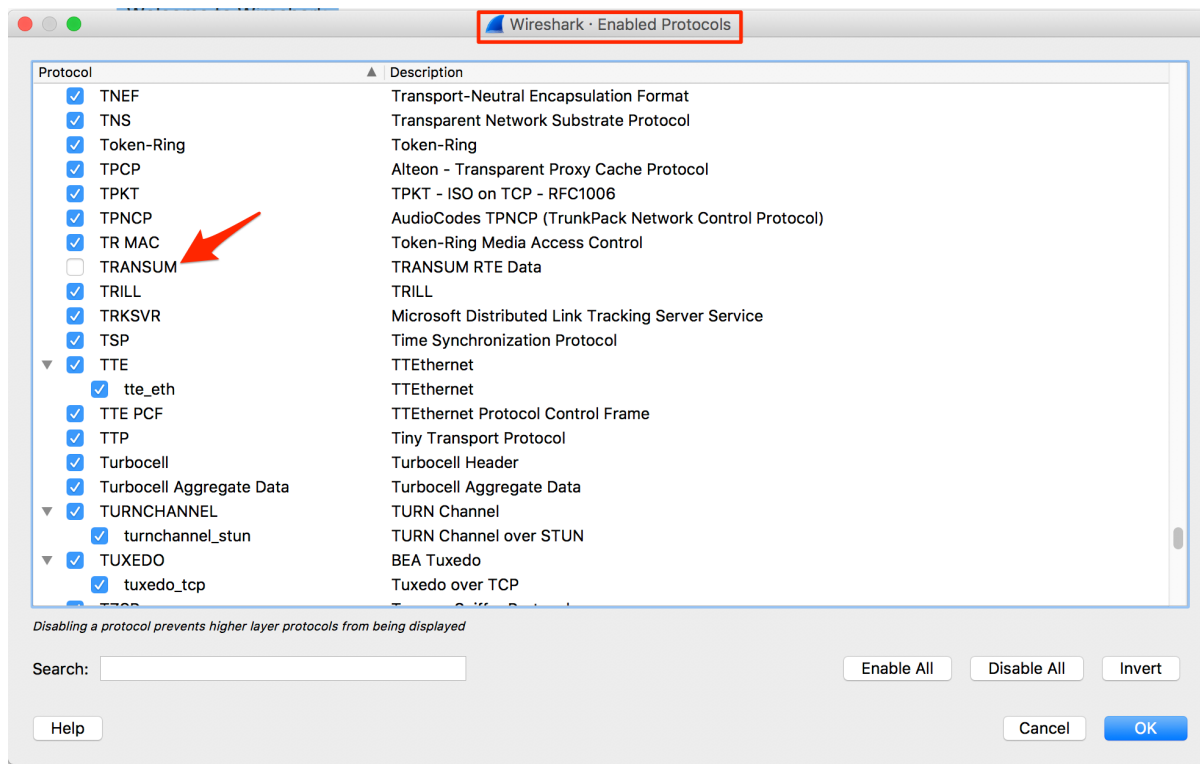 Wireshark · Enabled Protocols
Protocol Description
TNEF Transport-Neutral Encapsulation Format
TNS Transparent Network Substrate Protocol
Token-Ring Token-Ring
TPCP Alteon - Transparent Proxy Cache Protocol
TPKT TPKT - ISO on TCP - RFC1006
TPNCP AudioCodes TPNCP (TrunkPack Network Control Protocol)
TR MAC Token-Ring Media Access Control
TRANSUM TRANSUM RTE Data
TRILL TRILL
TRKSVR Microsoft Distributed Link Tracking Server Service
TSP Time Synchronization Protocol
TTE TTEthernet
tte_eth TTEthernet
TTE PCF TTEthernet Protocol Control Frame
TTP Tiny Transport Protocol
Turbocell Turbocell Header
Turbocell Aggregate Data Turbocell Aggregate Data
TURNCHANNEL TURN Channel
turnchannel_stun TURN Channel over STUN
TUXEDO BEA Tuxedo
tuxedo_tcp Tuxedo over TCP
Disabling a protocol prevents higher layer protocols from being displayed
Search: Enable All Disable All Invert
Help Cancel OK